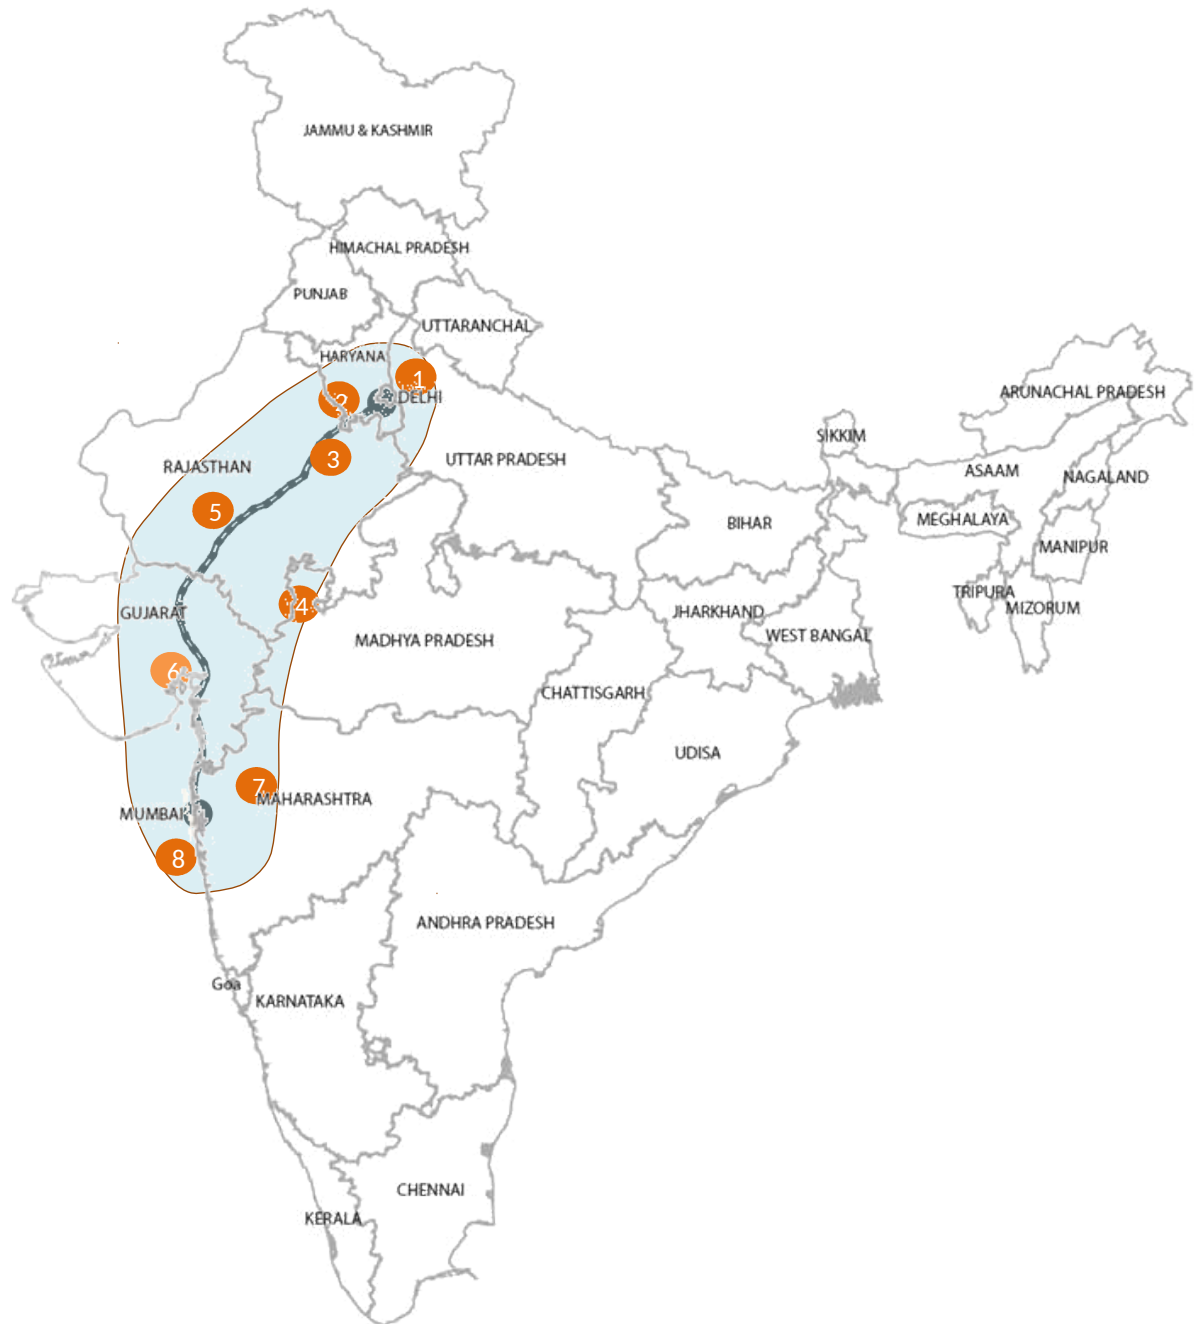 JAMMU & KASHMIR
HIMACHAL PRADESH
PUNJAB
UTTARANCHAL
HARYANA
1
2
DELHI
ARUNACHAL PRADESH
SIKKIM
3
RAJASTHAN
UTTAR PRADESH
ASAAM
NAGALAND
5
BIHAR
MEGHALAYA
MANIPUR
4
GUJARAT
TRIPURA
MIZORUM
JHARKHAND
MADHYA PRADESH
WEST BANGAL
6
CHATTISGARH
UDISA
7
MAHARASHTRA
MUMBAI
8
ANDHRA PRADESH
Goa
KARNATAKA
CHENNAI
KERALA